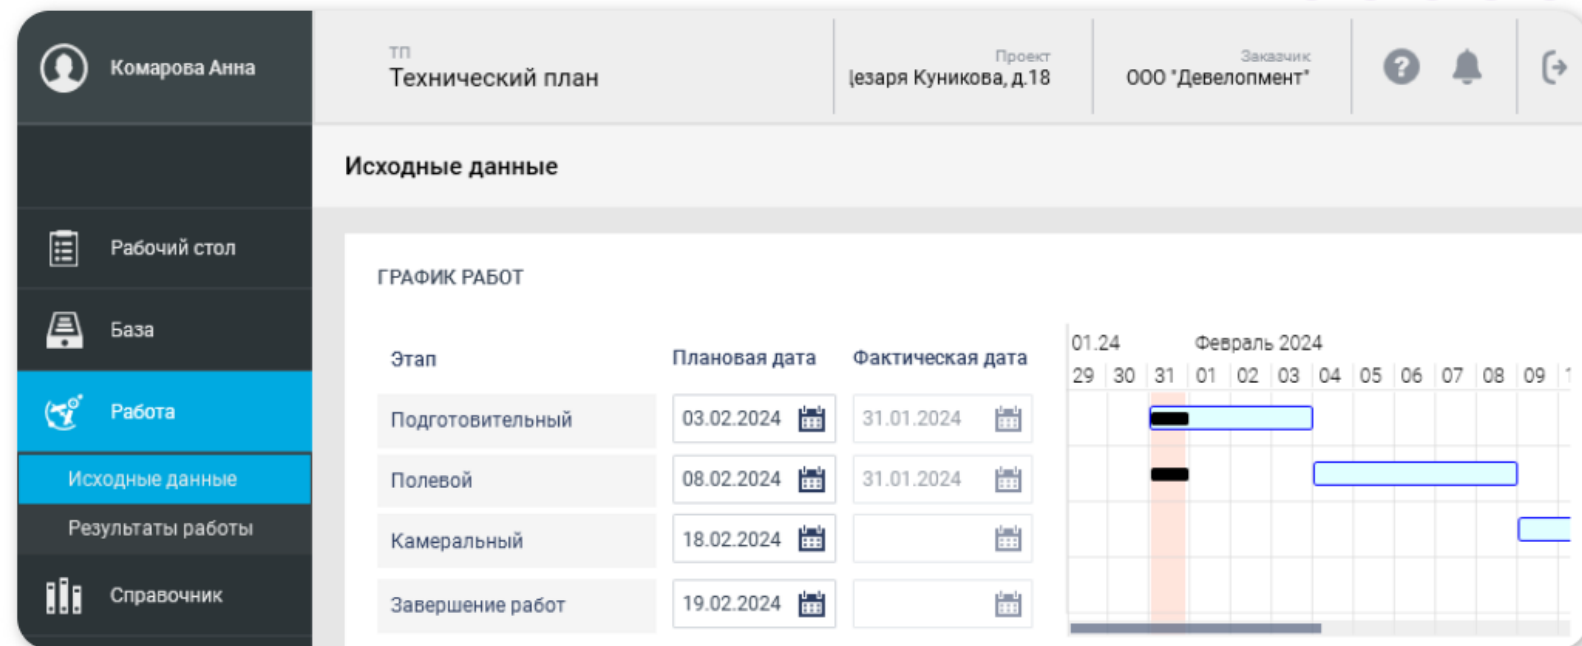 Комарова Анна
ТП
Технический план
Проект
Цезаря Куникова, д.18
Заказчик
ООО "Девелопмент"
Исходные данные
Рабочий стол
База
Работа
Исходные данные
Результаты работы
Справочник
ГРАФИК РАБОТ
Этап Плановая дата Фактическая дата
01.24 Февраль 2024
29 30 31 01 02 03 04 05 06 07 08 09
Подготовительный 03.02.2024 31.01.2024
Полевой 08.02.2024 31.01.2024
Камеральный 18.02.2024
Завершение работ 19.02.2024